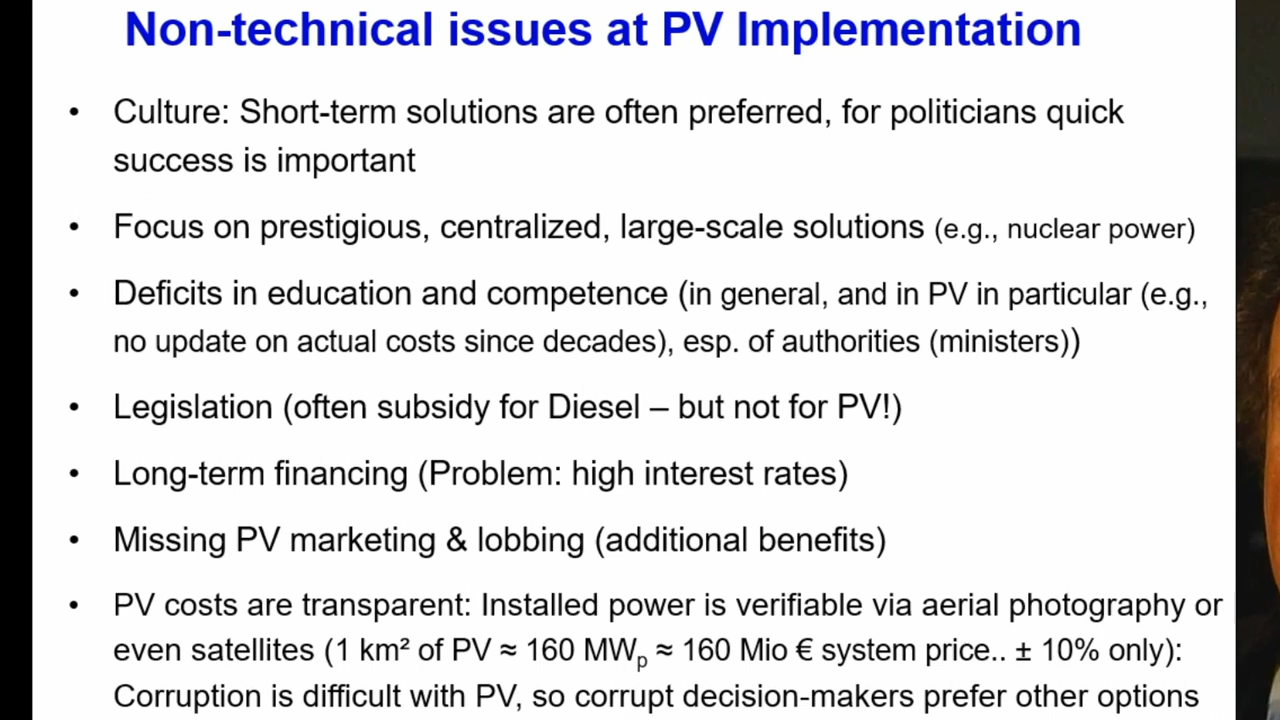 Non-technical issues at PV Implementation
• Culture: Short-term solutions are often preferred, for politicians quick
success is important
• Focus on prestigious, centralized, large-scale solutions (e.g., nuclear power)
• Deficits in education and competence (in general, and in PV in particular (e.g.,
no update on actual costs since decades), esp. of authorities (ministers))
• Legislation (often subsidy for Diesel – but not for PV!)
• Long-term financing (Problem: high interest rates)
• Missing PV marketing & lobbing (additional benefits)
• PV costs are transparent: Installed power is verifiable via aerial photography or
even satellites (1 km² of PV ≈ 160 MWp ≈ 160 Mio € system price.. ± 10% only):
Corruption is difficult with PV, so corrupt decision-makers prefer other options